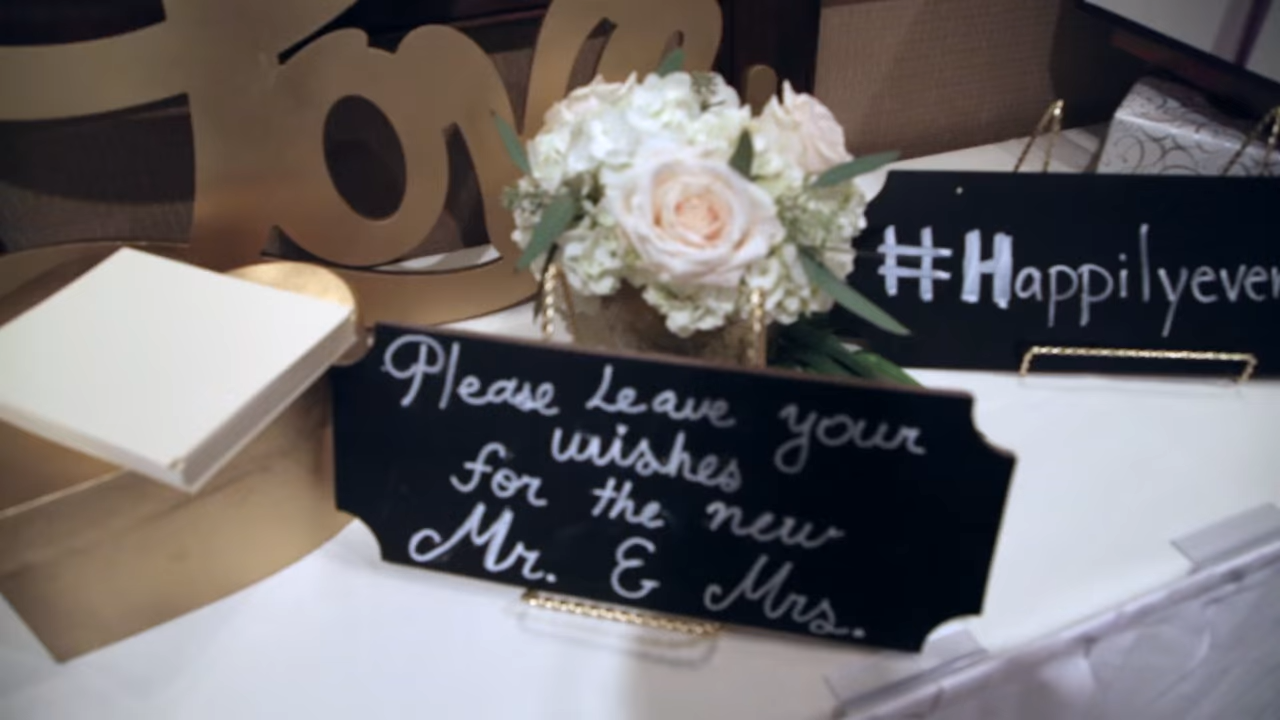 Please Leave your
wishes
for the new
Mr. & Mrs.
#Happilyever